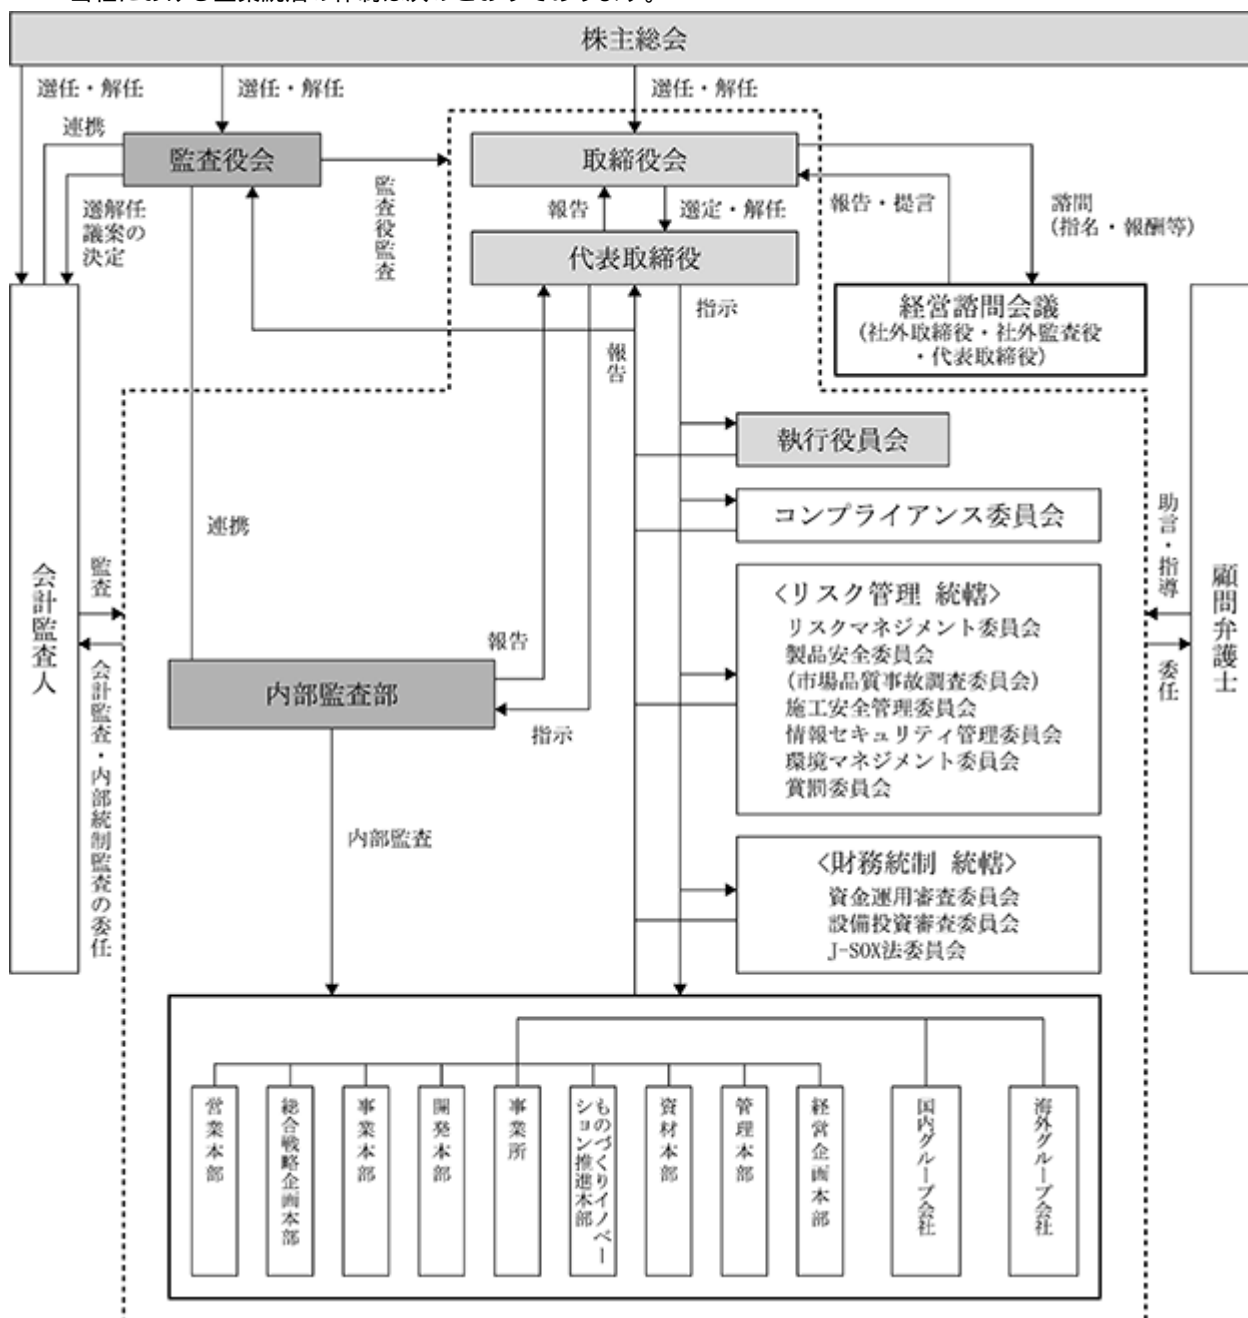 株主総会
選任・解任
選任・解任
選任・解任
連携
監査役会
取締役会
選解任
議案の
決定
監査役監査
報告
選定・解任
報告・提言
諮問
(指名・報酬等)
代表取締役
指示
経営諮問会議
(社外取締役・社外監査役
・代表取締役)
報告
執行役員会
連携
コンプライアンス委員会
助言・指導
会計監査人
監査
顧問弁護士
<リスク管理 統轄>
リスクマネジメント委員会
製品安全委員会
(市場品質事故調査委員会)
施工安全管理委員会
情報セキュリティ管理委員会
環境マネジメント委員会
賞罰委員会
報告
内部監査部
指示
委任
会計監査・内部統制監査の委任
内部監査
<財務統制 統轄>
資金運用審査委員会
設備投資審査委員会
J-SOX法委員会
営業本部
総合戦略企画本部
事業本部
開発本部
事業所
ものづくりイノベー
ション推進本部
資材本部
管理本部
経営企画本部
国内グループ会社
海外グループ会社